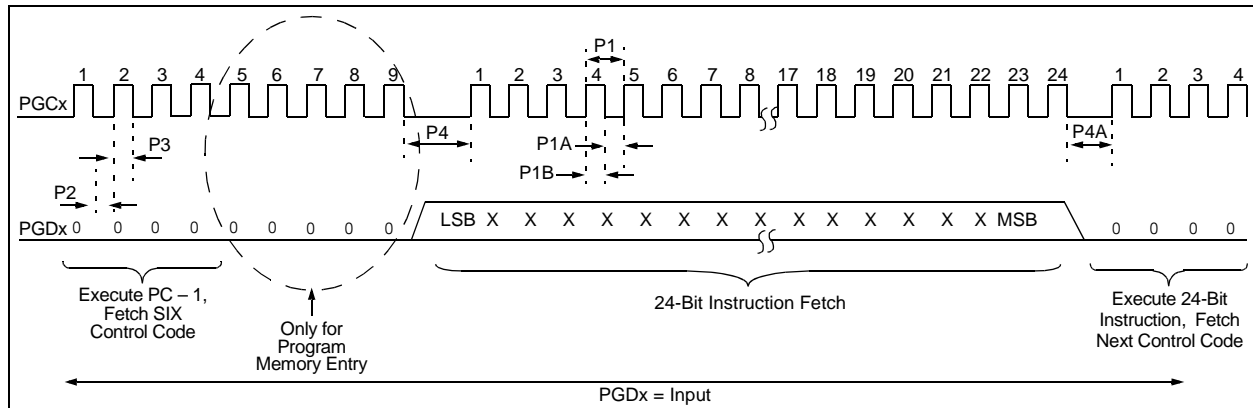 P1
1 2 3 4 5 6 7 8 9 1 2 3 4 5 6 7 8 17 18 19 20 21 22 23 24 1 2 3 4
PGCx
P3 P4 P1A P4A
P1B
P2
PGDx 0 0 0 0 0 0 0 0 0 LSB X X X X X X X X X X X X X X MSB 0 0 0 0
Execute PC – 1,
Fetch SIX
Control Code
Only for
Program
Memory Entry
24-Bit Instruction Fetch
Execute 24-Bit
Instruction, Fetch
Next Control Code
PGDx = Input